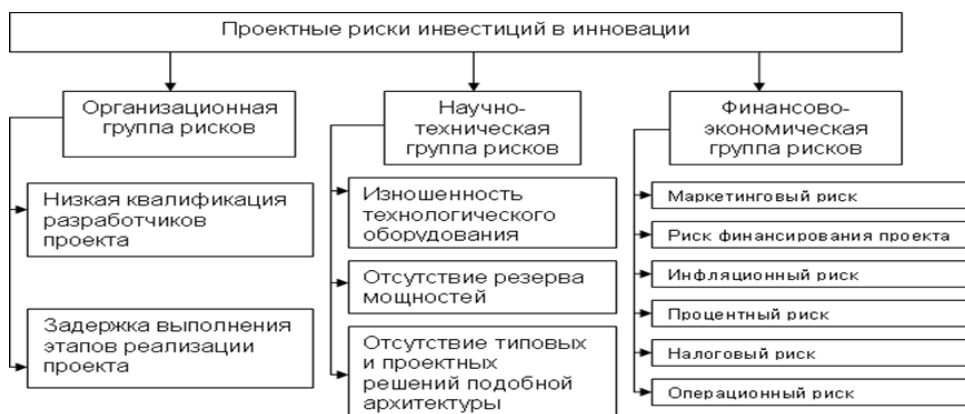 Проектные риски инвестиций в инновации
Организационная
группа рисков
Низкая квалификация
разработчиков
проекта
Задержка выполнения
этапов реализации
проекта
Научно-
техническая
группа рисков
Изношенность
технологического
оборудования
Отсутствие резерва
мощностей
Отсутствие типовых
и проектных
решений подобной
архитектуры
Финансово-
экономическая
группа рисков
Маркетинговый риск
Риск финансирования проекта
Инфляционный риск
Процентный риск
Налоговый риск
Операционный риск